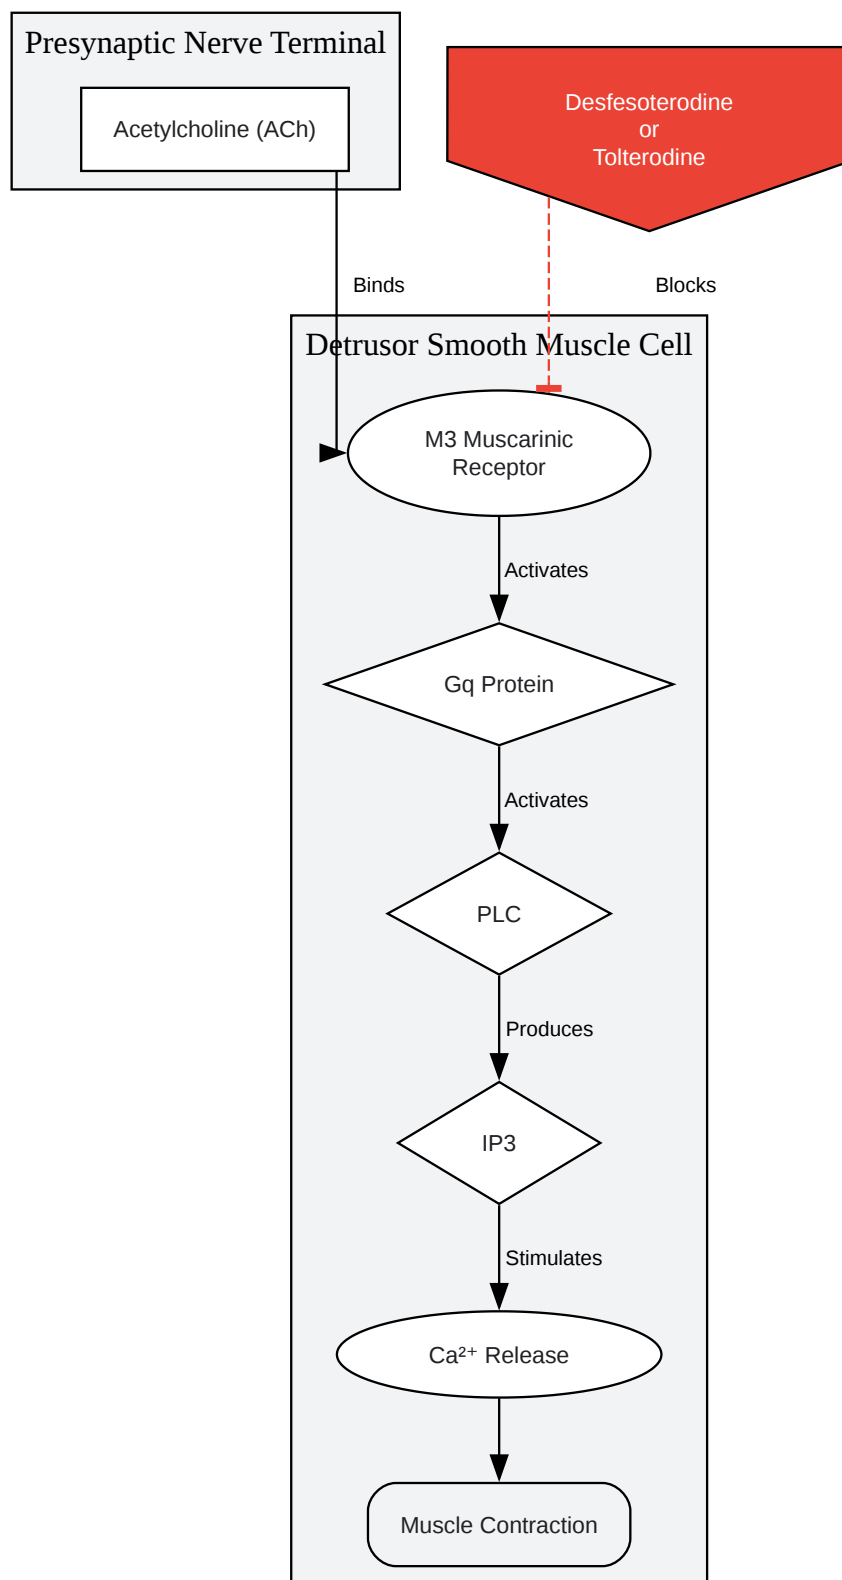 Presynaptic Nerve Terminal
Acetylcholine (ACh)
Desfesoterodine
or
Tolterodine
Binds
Blocks
Detrusor Smooth Muscle Cell
M3 Muscarinic
Receptor
Activates
Gq Protein
Activates
PLC
Produces
IP3
Stimulates
Ca²⁺ Release
Muscle Contraction